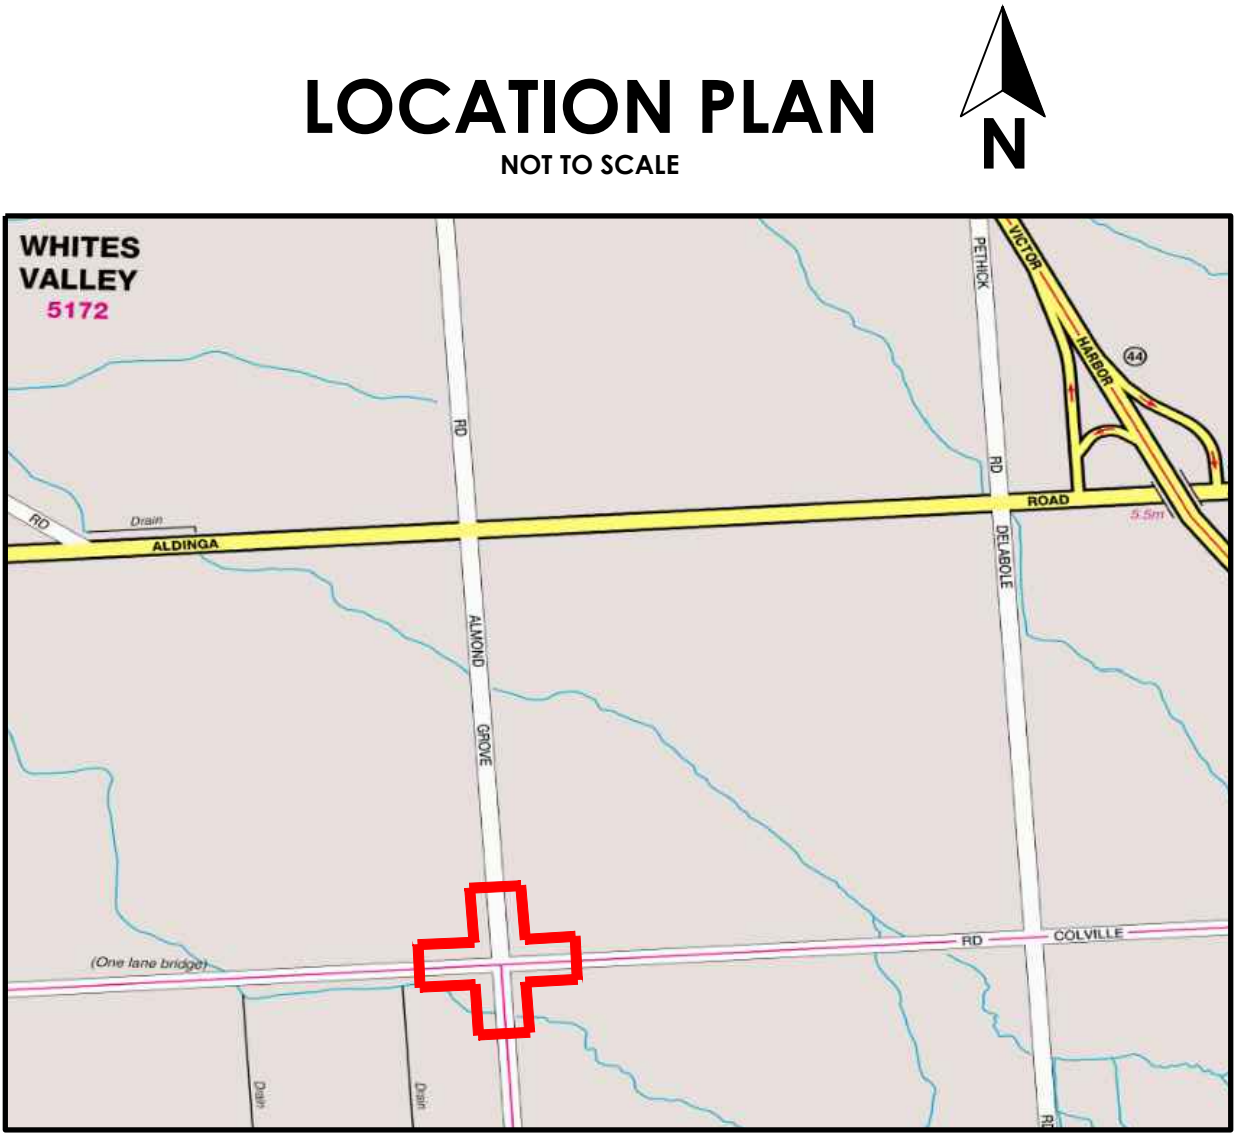 LOCATION PLAN
NOT TO SCALE
N
WHITES
VALLEY
5172
VICTOR
HARBOR
44
PETHICK
RD
RD
ROAD
5.5m
RD
Drain
ALDINGA
DELABOLE
ALMOND
GROVE
(One lane bridge)
RD
COLVILLE
Drain
Drain
RD